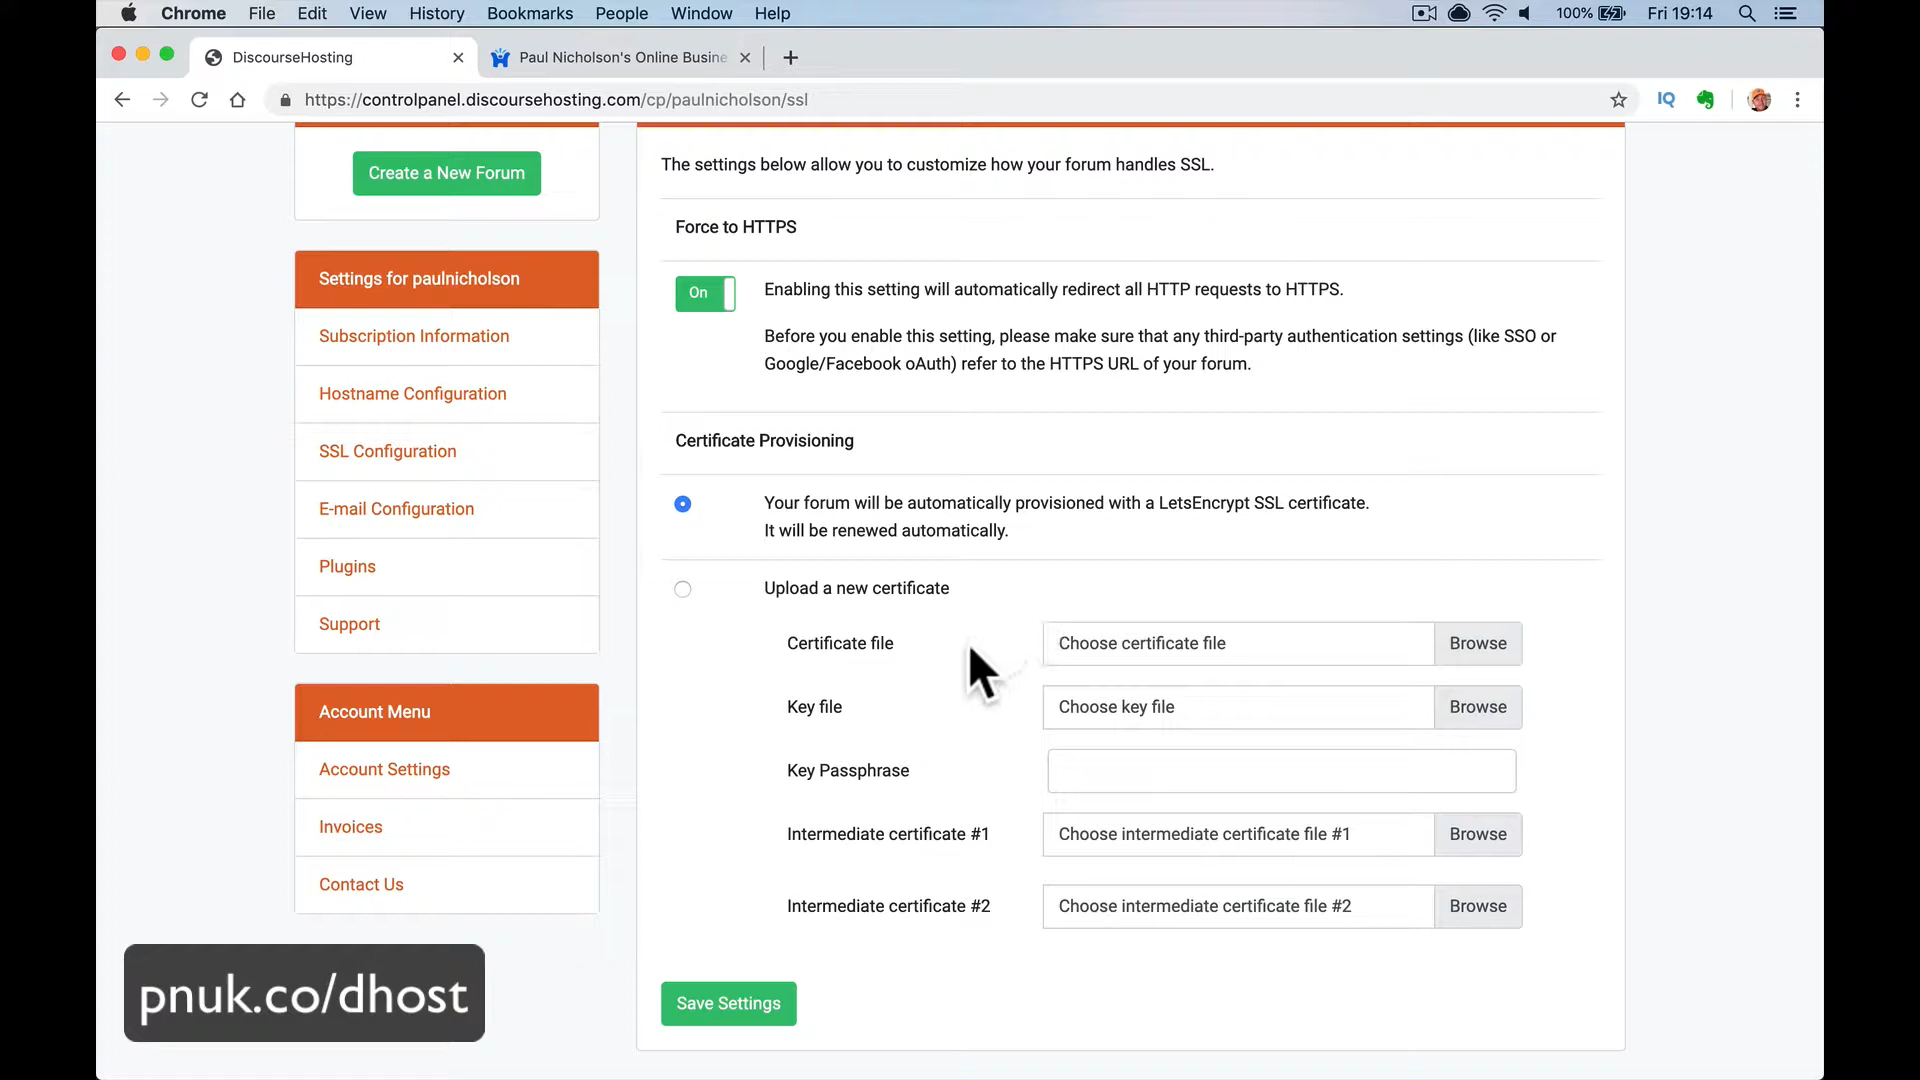 Chrome File Edit View History Bookmarks People Window Help 100% Fri 19:14
DiscourseHosting
Paul Nicholson's Online Busine
https://controlpanel.discoursehosting.com/cp/paulnicholson/ssl
IQ
Create a New Forum
Settings for paulnicholson
Subscription Information
Hostname Configuration
SSL Configuration
E-mail Configuration
Plugins
Support
Account Menu
Account Settings
Invoices
Contact Us
The settings below allow you to customize how your forum handles SSL.
Force to HTTPS
On
Enabling this setting will automatically redirect all HTTP requests to HTTPS.
Before you enable this setting, please make sure that any third-party authentication settings (like SSO or
Google/Facebook oAuth) refer to the HTTPS URL of your forum.
Certificate Provisioning
Your forum will be automatically provisioned with a LetsEncrypt SSL certificate.
It will be renewed automatically.
Upload a new certificate
Certificate file Choose certificate file Browse
Key file Choose key file Browse
Key Passphrase
Intermediate certificate #1 Choose intermediate certificate file #1 Browse
Intermediate certificate #2 Choose intermediate certificate file #2 Browse
Save Settings
pnuk.co/dhost